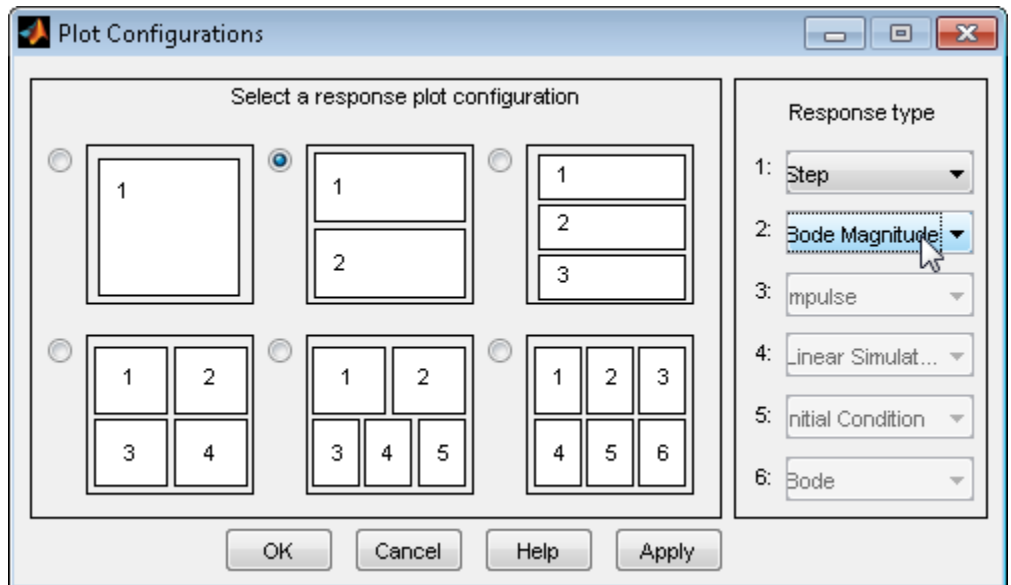 Plot Configurations
Select a response plot configuration
1
1
2
1
2
3
1 2
3 4
1 2
3 4 5
1 2 3
4 5 6
Response type
1: Step
2: Bode Magnitude
3: mpulse
4: Linear Simulat...
5: nitial Condition
6: Bode
OK Cancel Help Apply